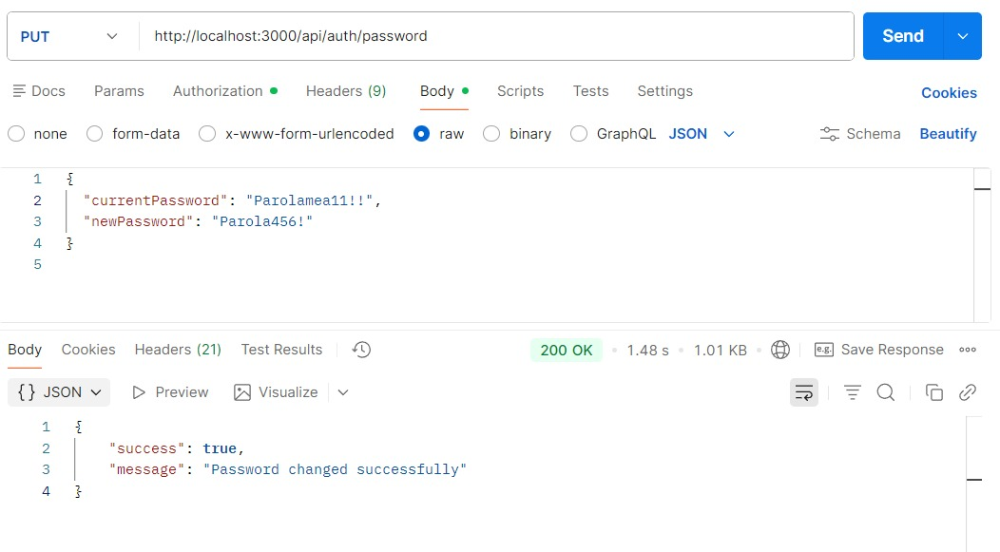 PUT http://localhost:3000/api/auth/password Send
Docs Params Authorization Headers (9) Body Scripts Tests Settings Cookies
none form-data x-www-form-urlencoded raw binary GraphQL JSON Schema Beautify
1 {
2 "currentPassword": "Parolamea11!!",
3 "newPassword": "Parola456!"
4 }
5
Body Cookies Headers (21) Test Results 200 OK • 1.48 s • 1.01 KB • e.g. Save Response
{} JSON Preview Visualize
1 {
2 "success": true,
3 "message": "Password changed successfully"
4 }